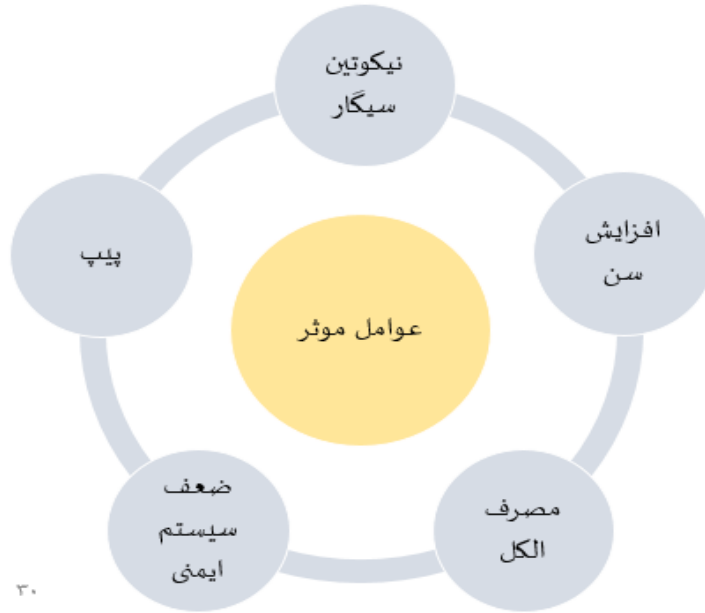 نیکوتین
سیگار
افزایش
سن
مصرف
الکل
ضعف
سیستم
ایمنی
پیپ
عوامل موثر
۳۰